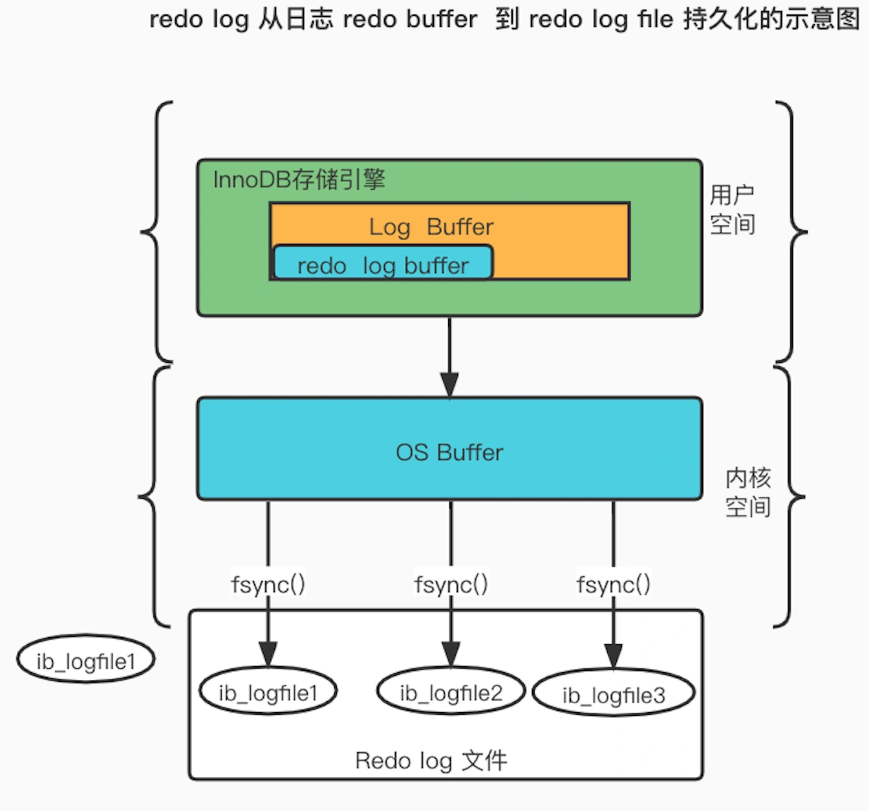 redo log 从日志 redo buffer 到 redo log file 持久化的示意图
InnoDB存储引擎
Log Buffer
redo log buffer
用户
空间
OS Buffer
内核
空间
fsync()
fsync()
fsync()
ib_logfile1
ib_logfile1
ib_logfile2
ib_logfile3
Redo log 文件